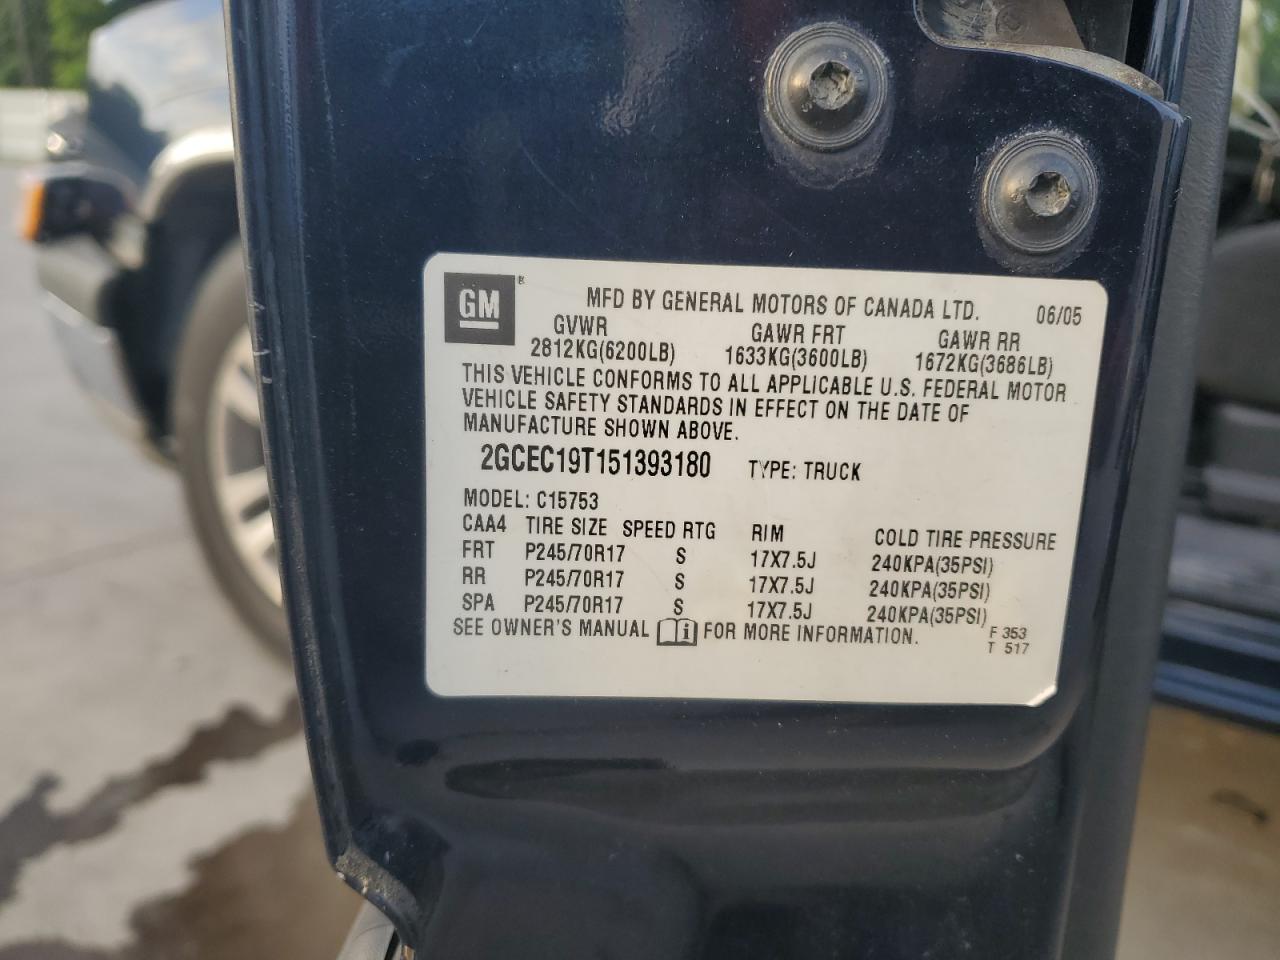 GM ®
MFD BY GENERAL MOTORS OF CANADA LTD. 06/05
GVWR GAWR FRT GAWR RR
2812KG(6200LB) 1633KG(3600LB) 1672KG(3686LB)
THIS VEHICLE CONFORMS TO ALL APPLICABLE U.S. FEDERAL MOTOR
VEHICLE SAFETY STANDARDS IN EFFECT ON THE DATE OF
MANUFACTURE SHOWN ABOVE.
2GCEC19T151393180 TYPE: TRUCK
MODEL: C15753
CAA4 TIRE SIZE SPEED RTG RIM COLD TIRE PRESSURE
FRT P245/70R17 S 17X7.5J 240KPA(35PSI)
RR P245/70R17 S 17X7.5J 240KPA(35PSI)
SPA P245/70R17 S 17X7.5J 240KPA(35PSI)
SEE OWNER'S MANUAL FOR MORE INFORMATION. F 353
T 517